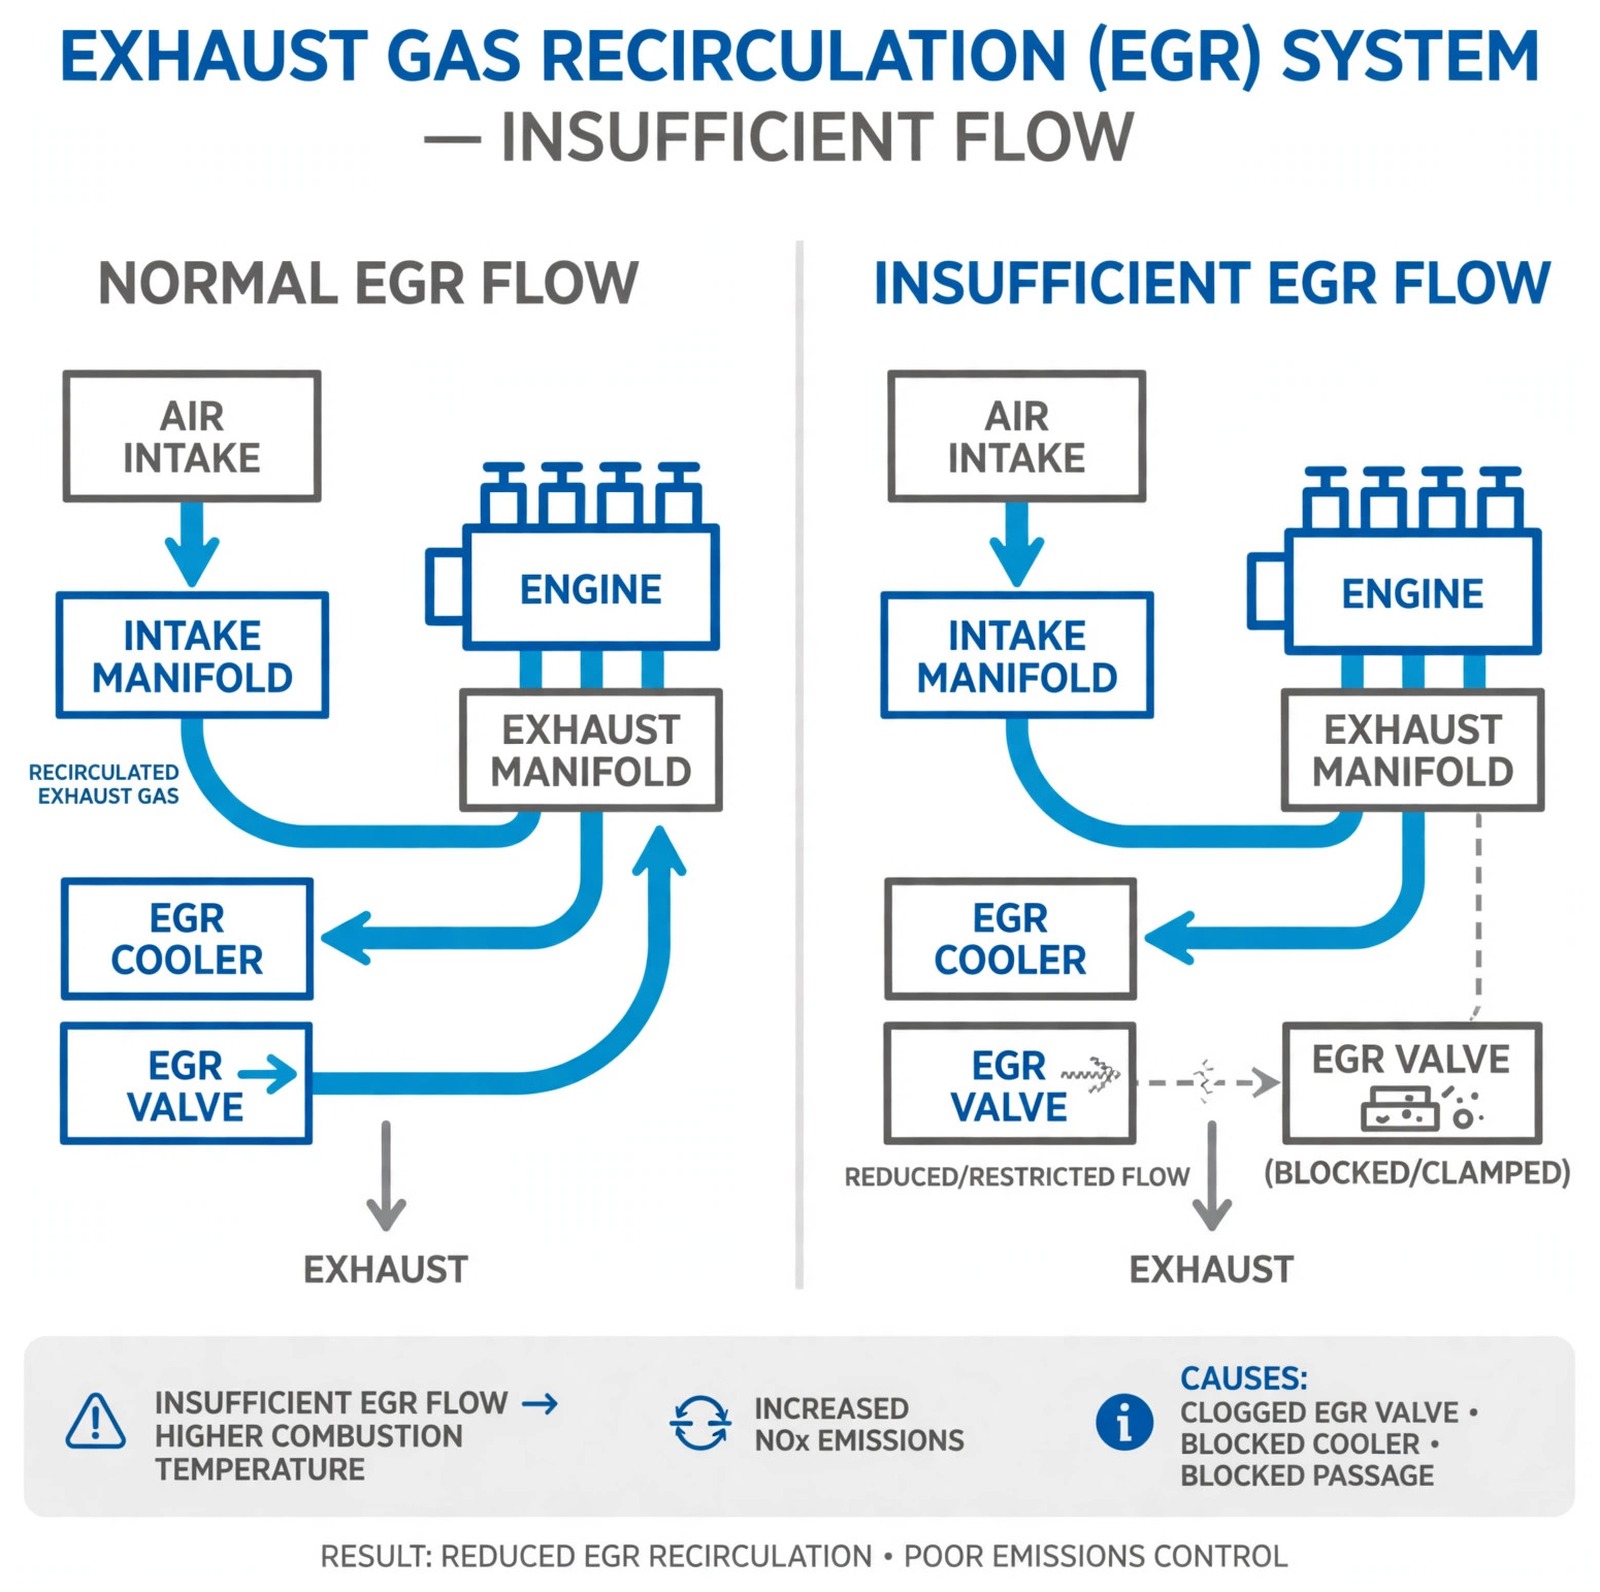 EXHAUST GAS RECIRCULATION (EGR) SYSTEM
— INSUFFICIENT FLOW
NORMAL EGR FLOW
AIR
INTAKE
INTAKE
MANIFOLD
ENGINE
EXHAUST
MANIFOLD
RECIRCULATED
EXHAUST GAS
EGR
COOLER
EGR
VALVE
EXHAUST
INSUFFICIENT EGR FLOW
AIR
INTAKE
INTAKE
MANIFOLD
ENGINE
EXHAUST
MANIFOLD
EGR
COOLER
EGR
VALVE
EGR VALVE
REDUCED/RESTRICTED FLOW
(BLOCKED/CLAMPED)
EXHAUST
INSUFFICIENT EGR FLOW →
HIGHER COMBUSTION
TEMPERATURE
INCREASED
NOx EMISSIONS
CAUSES:
CLOGGED EGR VALVE •
BLOCKED COOLER •
BLOCKED PASSAGE
RESULT: REDUCED EGR RECIRCULATION • POOR EMISSIONS CONTROL